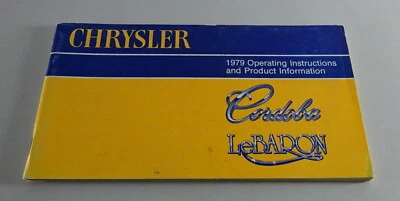 CHRYSLER
1979 Operating Instructions
and Product Information
Cordoba
LeBARON